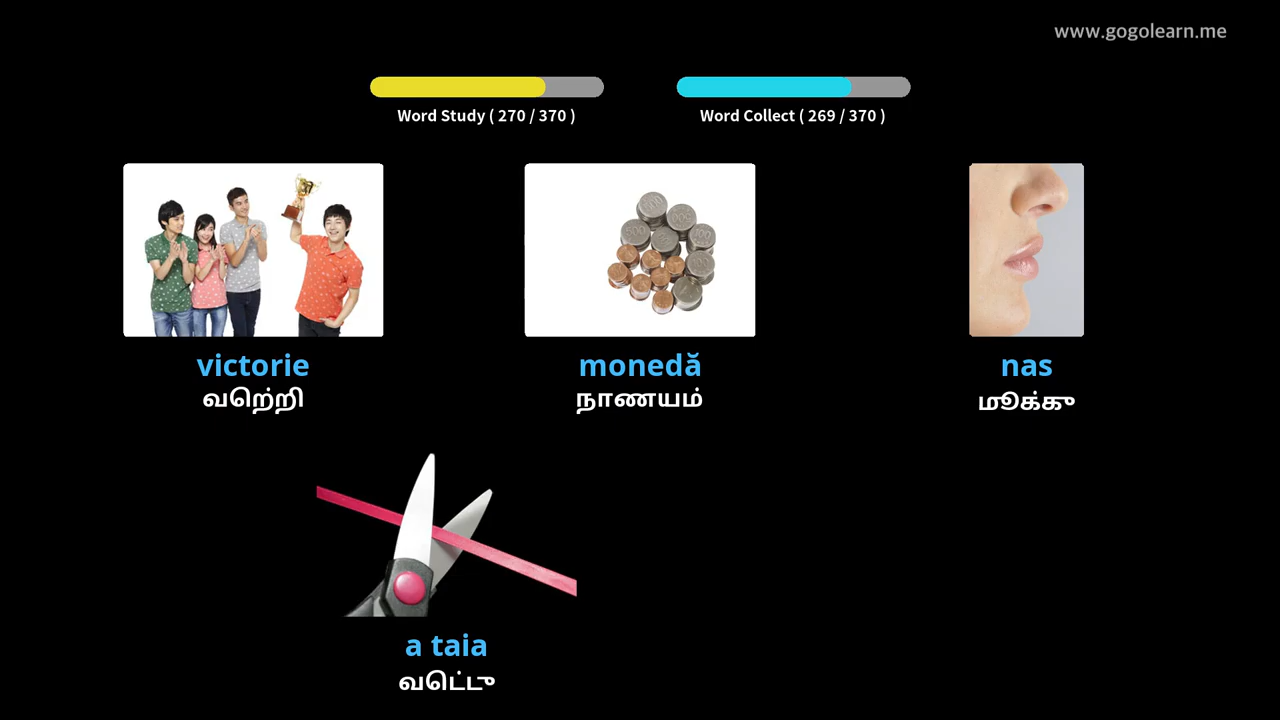 www.gogolearn.me
Word Study ( 270 / 370 )
Word Collect ( 269 / 370 )
victorie
வெற்றி
monedă
நாணயம்
nas
மூக்கு
a taia
வெட்டு